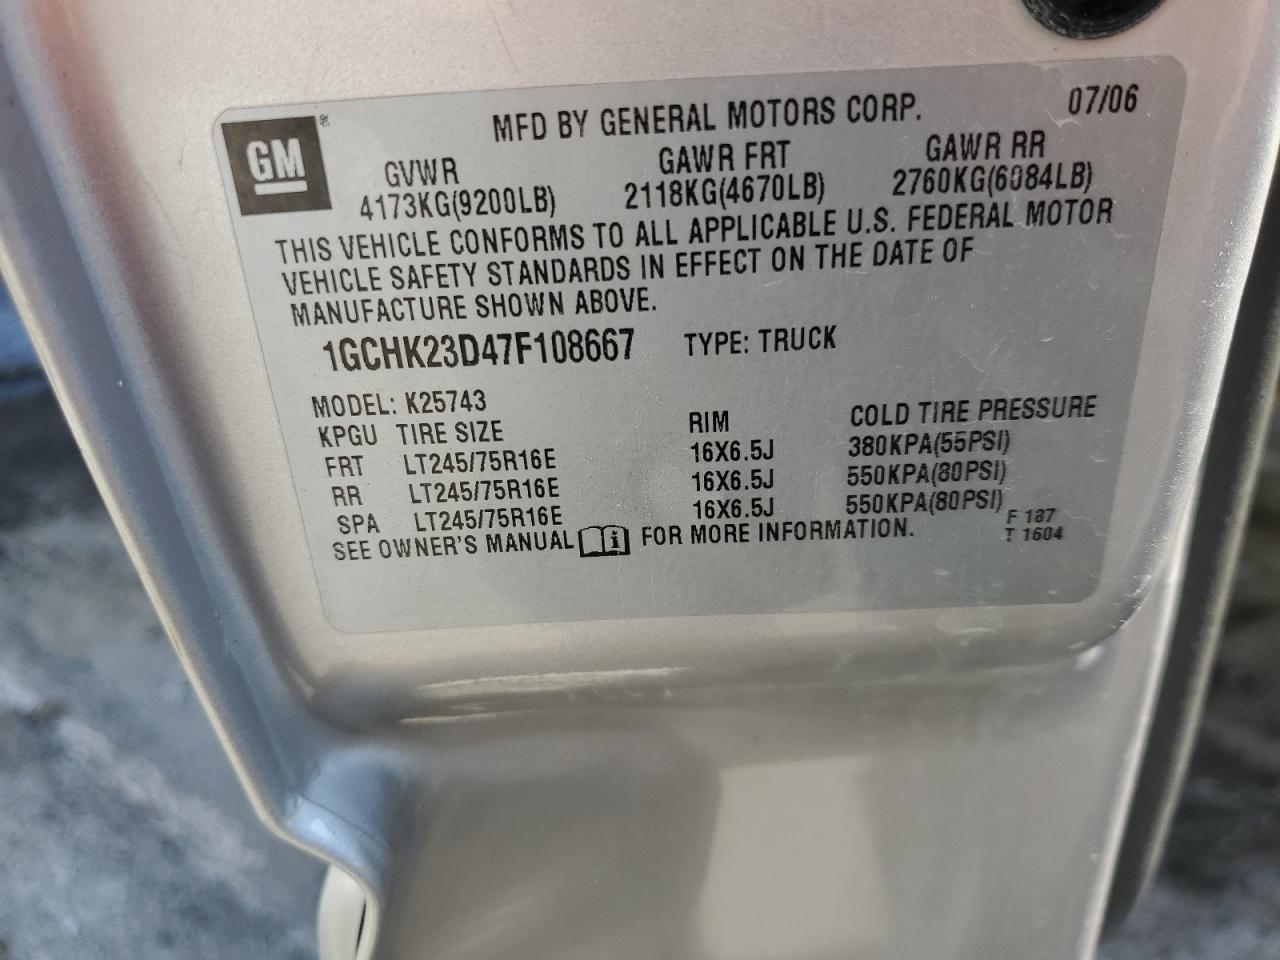 GM ®
MFD BY GENERAL MOTORS CORP. 07/06
GVWR GAWR FRT GAWR RR
4173KG(9200LB) 2118KG(4670LB) 2760KG(6084LB)
THIS VEHICLE CONFORMS TO ALL APPLICABLE U.S. FEDERAL MOTOR
VEHICLE SAFETY STANDARDS IN EFFECT ON THE DATE OF
MANUFACTURE SHOWN ABOVE.
1GCHK23D47F108667 TYPE: TRUCK
MODEL: K25743
KPGU TIRE SIZE RIM COLD TIRE PRESSURE
FRT LT245/75R16E 16X6.5J 380KPA(55PSI)
RR LT245/75R16E 16X6.5J 550KPA(80PSI)
SPA LT245/75R16E 16X6.5J 550KPA(80PSI)
SEE OWNER'S MANUAL i FOR MORE INFORMATION.
F 187
T 1604